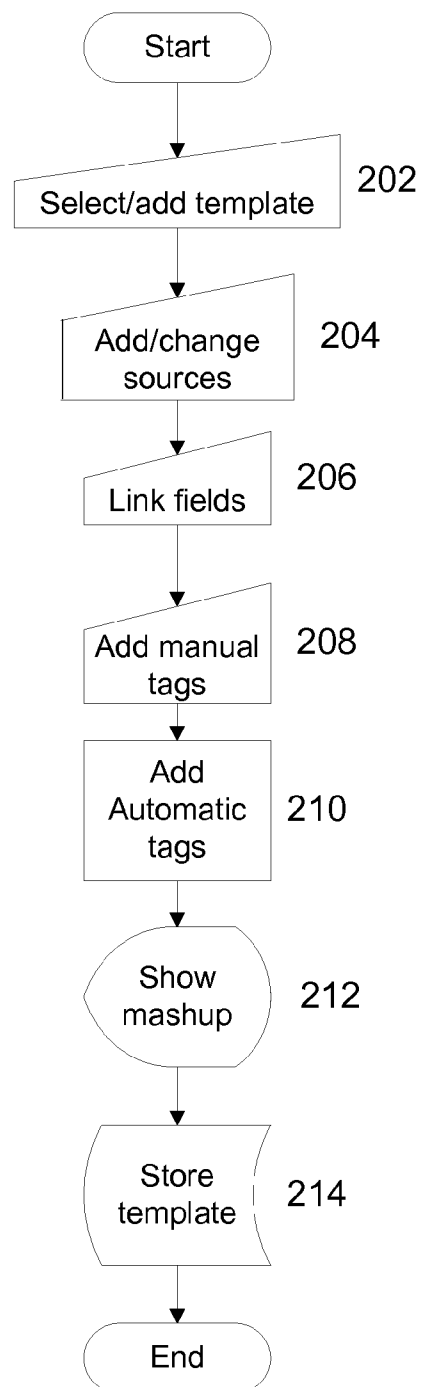 Start
Select/add template
202
Add/change
sources
204
Link fields
206
Add manual
tags
208
Add
Automatic
tags
210
Show
mashup
212
Store
template
214
End